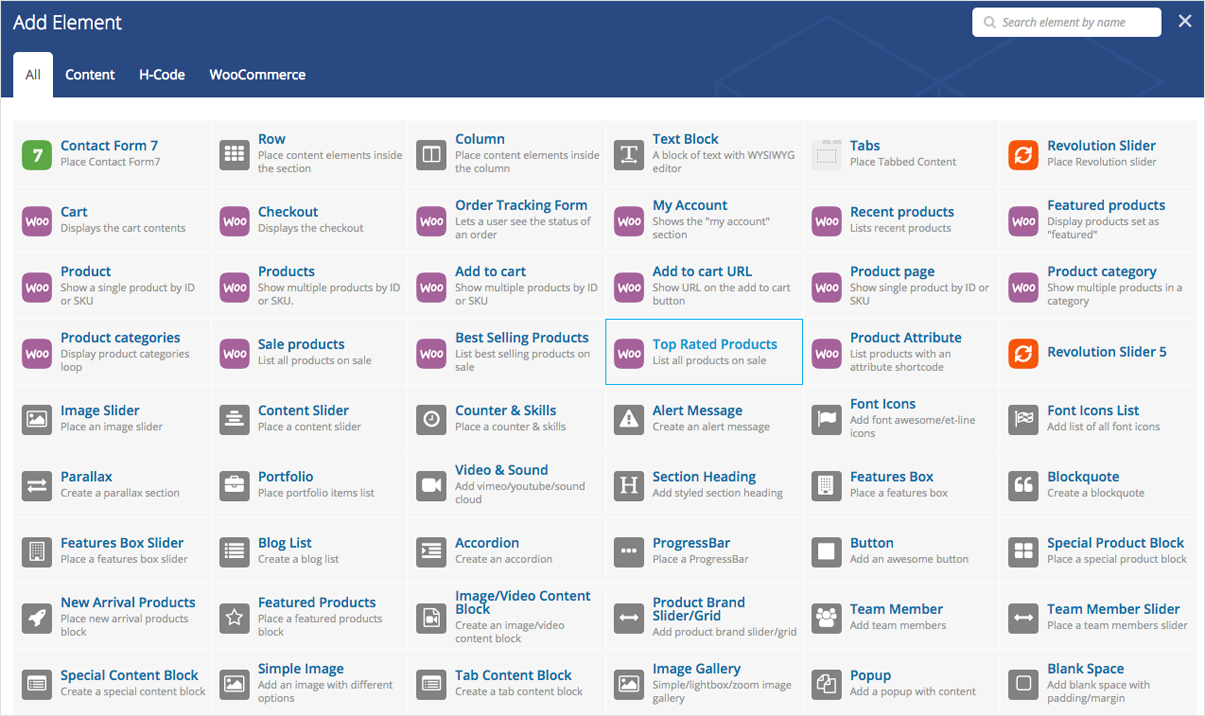 Add Element
Search element by name
All
Content
H-Code
WooCommerce
7
Contact Form 7
Place Contact Form7
Row
Place content elements inside
the section
Column
Place content elements inside
the column
Text Block
A block of text with WYSIWYG
editor
Tabs
Place Tabbed Content
Revolution Slider
Place Revolution slider
Woo
Cart
Displays the cart contents
Woo
Checkout
Displays the checkout
Woo
Order Tracking Form
Lets a user see the status of
an order
Woo
My Account
Shows the "my account"
section
Woo
Recent products
Lists recent products
Woo
Featured products
Display products set as
"featured"
Woo
Product
Show a single product by ID
or SKU
Woo
Products
Show multiple products by ID
or SKU.
Woo
Add to cart
Show multiple products by ID
or SKU
Woo
Add to cart URL
Show URL on the add to cart
button
Woo
Product page
Show single product by ID or
SKU
Woo
Product category
Show multiple products in a
category
Woo
Product categories
Display product categories
loop
Woo
Sale products
List all products on sale
Woo
Best Selling Products
List best selling products on
sale
Woo
Top Rated Products
List all products on sale
Woo
Product Attribute
List products with an
attribute shortcode
Revolution Slider 5
Image Slider
Place an image slider
Content Slider
Place a content slider
Counter & Skills
Place a counter & skills
Alert Message
Create an alert message
Font Icons
Add font awesome/et-line
icons
Font Icons List
Add list of all font icons
Parallax
Create a parallax section
Portfolio
Place portfolio items list
Video & Sound
Add vimeo/youtube/sound
cloud
H
Section Heading
Add styled section heading
Features Box
Place a features box
Blockquote
Create a blockquote
Features Box Slider
Place a features box slider
Blog List
Create a blog list
Accordion
Create an accordion
ProgressBar
Place a ProgressBar
Button
Add an awesome button
Special Product Block
Place a special product block
New Arrival Products
Place new arrival products
block
Featured Products
Place a featured products
block
Image/Video Content
Block
Create an image/video
content block
Product Brand
Slider/Grid
Add product brand slider/grid
Team Member
Add team members
Team Member Slider
Place a team members slider
Special Content Block
Create a special content block
Simple Image
Add an image with different
options
Tab Content Block
Create a tab content block
Image Gallery
Simple/lightbox/zoom image
gallery
Popup
Add a popup with content
Blank Space
Add blank space with
padding/margin